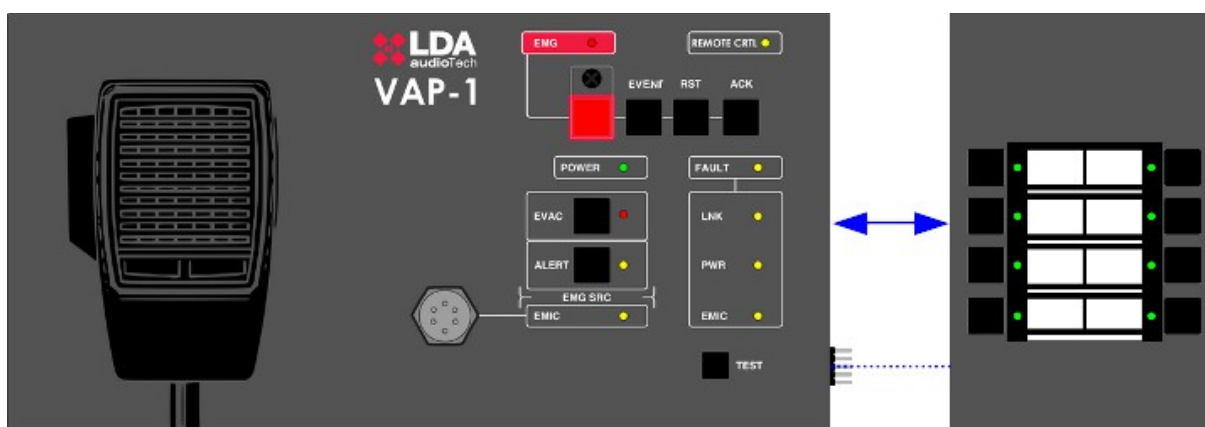 LDA
audioTech
VAP-1
EMG
REMOTE CRTL
EVENT
RST
ACK
POWER
FAULT
EVAC
LNK
ALERT
PWR
EMG SRC
EMIC
EMIC
TEST